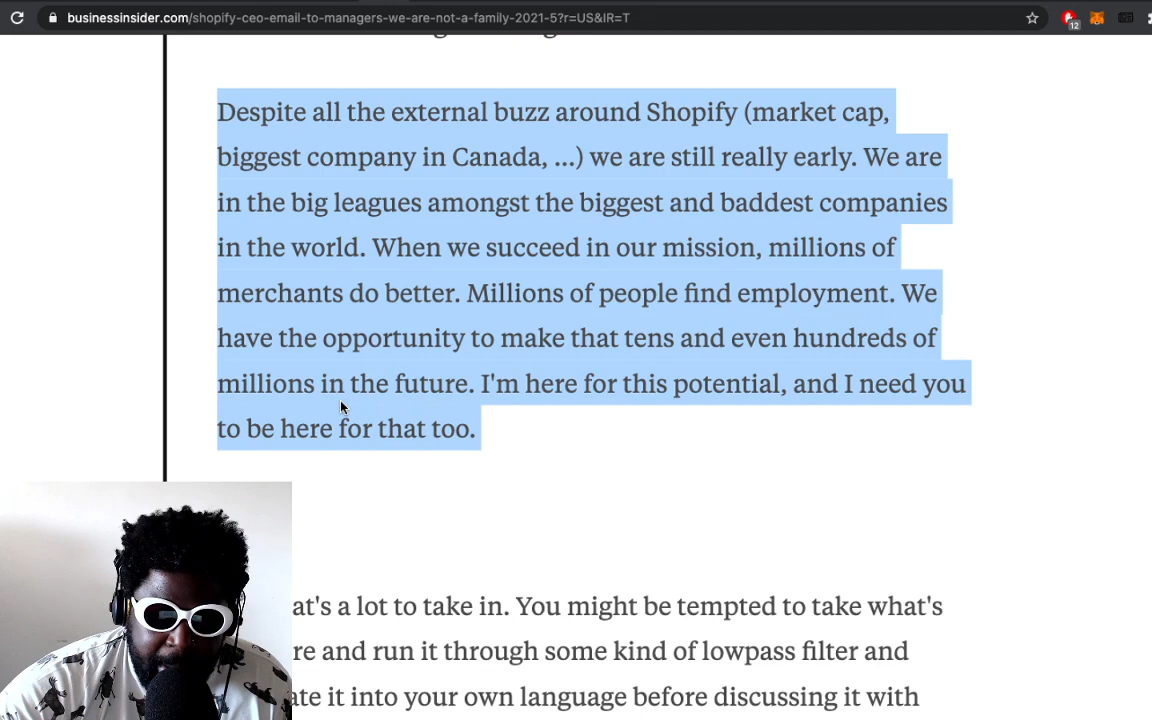 businessinsider.com/shopify-ceo-email-to-managers-we-are-not-a-family-2021-5?r=US&IR=T
12
Despite all the external buzz around Shopify (market cap,
biggest company in Canada, ...) we are still really early. We are
in the big leagues amongst the biggest and baddest companies
in the world. When we succeed in our mission, millions of
merchants do better. Millions of people find employment. We
have the opportunity to make that tens and even hundreds of
millions in the future. I'm here for this potential, and I need you
to be here for that too.
at's a lot to take in. You might be tempted to take what's
re and run it through some kind of lowpass filter and
ate it into your own language before discussing it with